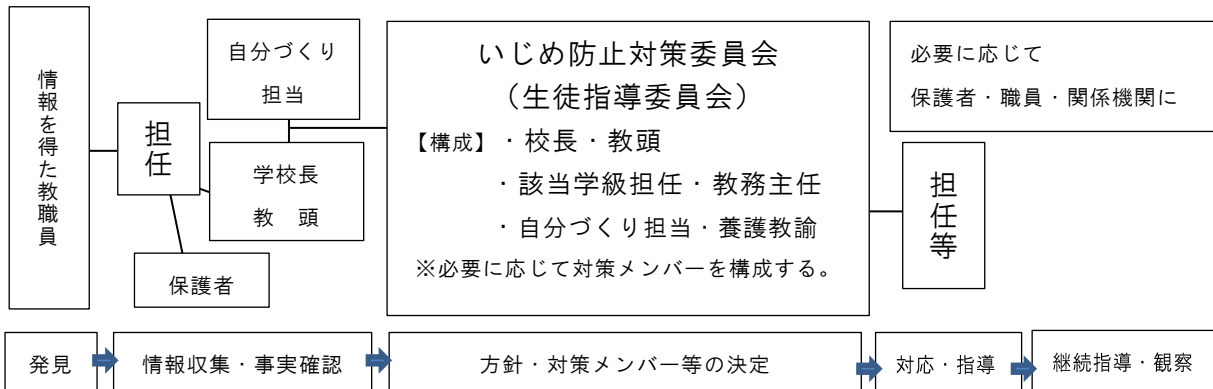 情報を得た教職員
担任
自分づくり
担当
学校長
教　頭
保護者
いじめ防止対策委員会
（生徒指導委員会）
【構成】・校長・教頭
・該当学級担任・教務主任
・自分づくり担当・養護教諭
※必要に応じて対策メンバーを構成する。
必要に応じて
保護者・職員・関係機関に
担任等
発見
情報収集・事実確認
方針・対策メンバー等の決定
対応・指導
継続指導・観察